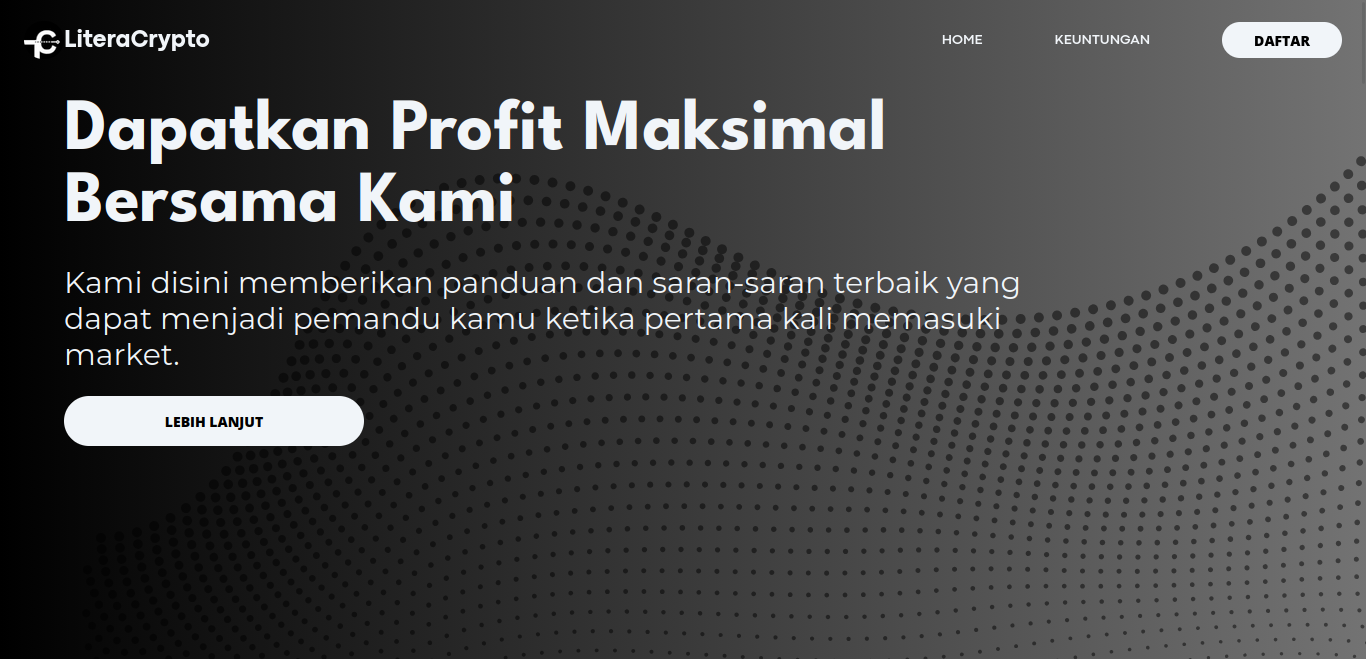 LiteraCrypto
HOME
KEUNTUNGAN
DAFTAR
Dapatkan Profit Maksimal
Bersama Kami
Kami disini memberikan panduan dan saran-saran terbaik yang
dapat menjadi pemandu kamu ketika pertama kali memasuki
market.
LEBIH LANJUT